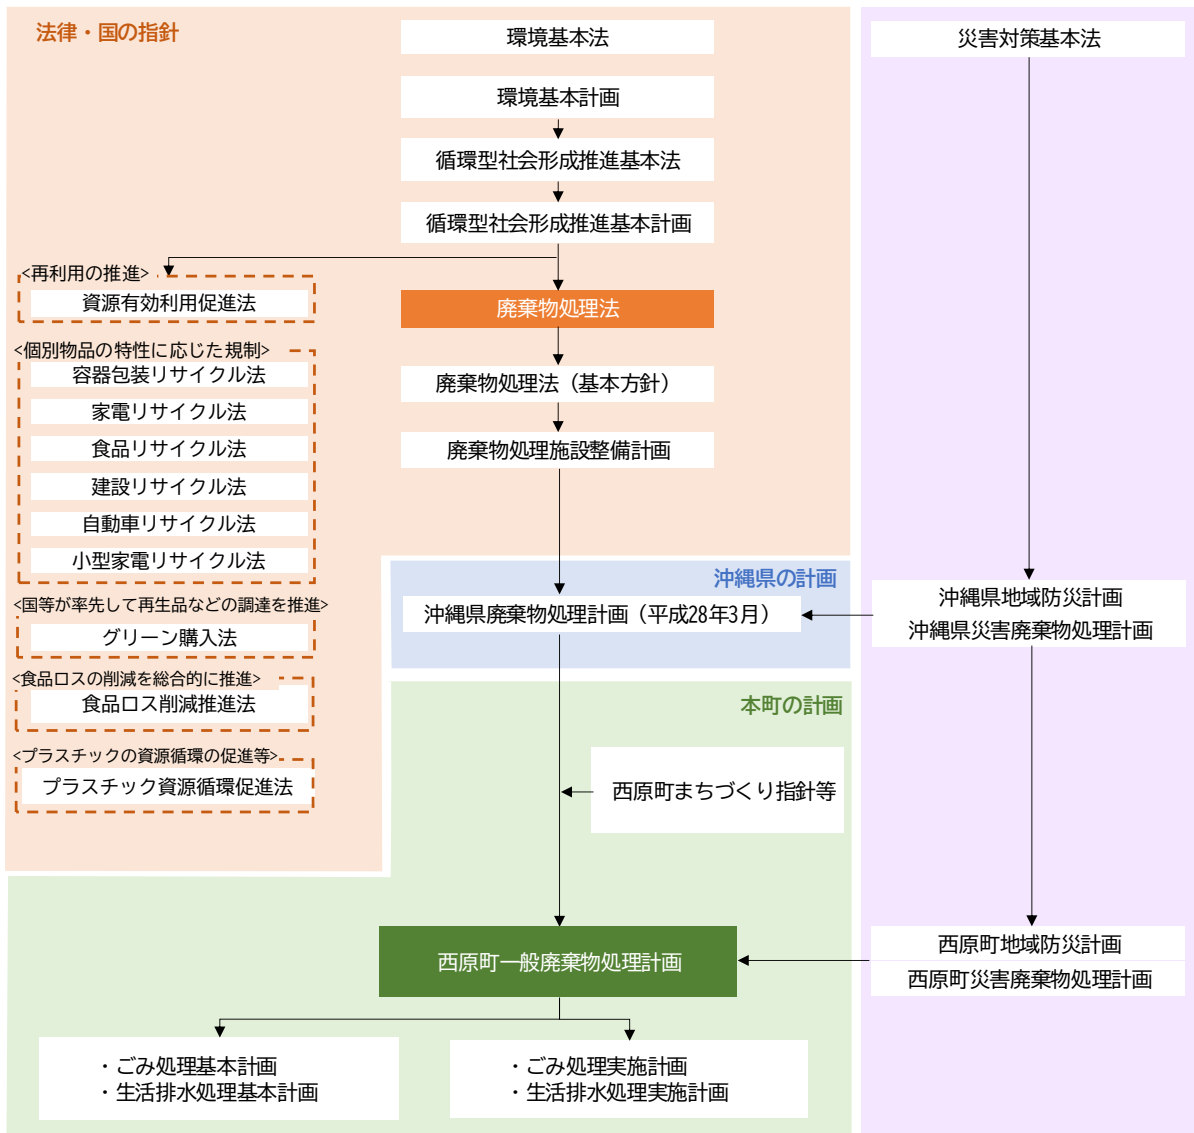 法律・国の指針
環境基本法
環境基本計画
循環型社会形成推進基本法
循環型社会形成推進基本計画
<再利用の推進>
資源有効利用促進法
廃棄物処理法
<個別物品の特性に応じた規制>
容器包装リサイクル法
家電リサイクル法
食品リサイクル法
建設リサイクル法
自動車リサイクル法
小型家電リサイクル法
廃棄物処理法（基本方針）
廃棄物処理施設整備計画
<国等が率先して再生品などの調達を推進>
グリーン購入法
<食品ロスの削減を総合的に推進>
食品ロス削減推進法
<プラスチックの資源循環の促進等>
プラスチック資源循環促進法
沖縄県の計画
沖縄県廃棄物処理計画（平成28年3月）
本町の計画
西原町まちづくり指針等
西原町一般廃棄物処理計画
・ごみ処理基本計画
・生活排水処理基本計画
・ごみ処理実施計画
・生活排水処理実施計画
災害対策基本法
沖縄県地域防災計画
沖縄県災害廃棄物処理計画
西原町地域防災計画
西原町災害廃棄物処理計画